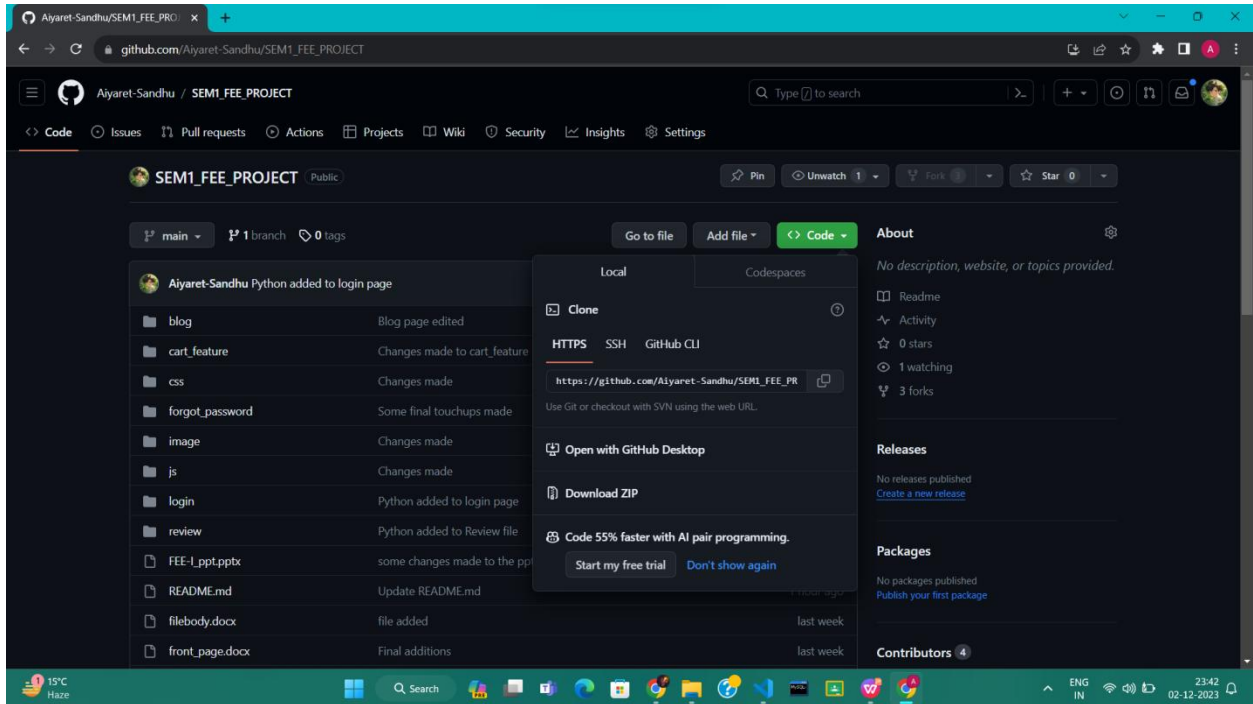 Aiyaret-Sandhu/SEM1_FEE_PRO
github.com/Aiyaret-Sandhu/SEM1_FEE_PROJECT
A
Aiyaret-Sandhu / SEM1_FEE_PROJECT
Type / to search
<> Code Issues Pull requests Actions Projects Wiki Security Insights Settings
SEM1_FEE_PROJECT Public
Pin Unwatch 1 Fork 3 Star 0
main 1 branch 0 tags
Go to file Add file <> Code
Aiyaret-Sandhu Python added to login page
blog Blog page edited
cart_feature Changes made to cart_feature
css Changes made
forgot_password Some final touchups made
image Changes made
js Changes made
login Python added to login page
review Python added to Review file
FEE-I_ppt.pptx some changes made to the ppt
README.md Update README.md 1 hour ago
filebody.docx file added last week
front_page.docx Final additions last week
Local Codespaces
Clone
HTTPS SSH GitHub CLI
https://github.com/Aiyaret-Sandhu/SEM1_FEE_PR
Use Git or checkout with SVN using the web URL.
Open with GitHub Desktop
Download ZIP
Code 55% faster with AI pair programming.
Start my free trial Don't show again
About
No description, website, or topics provided.
Readme
Activity
0 stars
1 watching
3 forks
Releases
No releases published
Create a new release
Packages
No packages published
Publish your first package
Contributors 4
1
15°C
Haze
Search
ENG
IN
23:42
02-12-2023